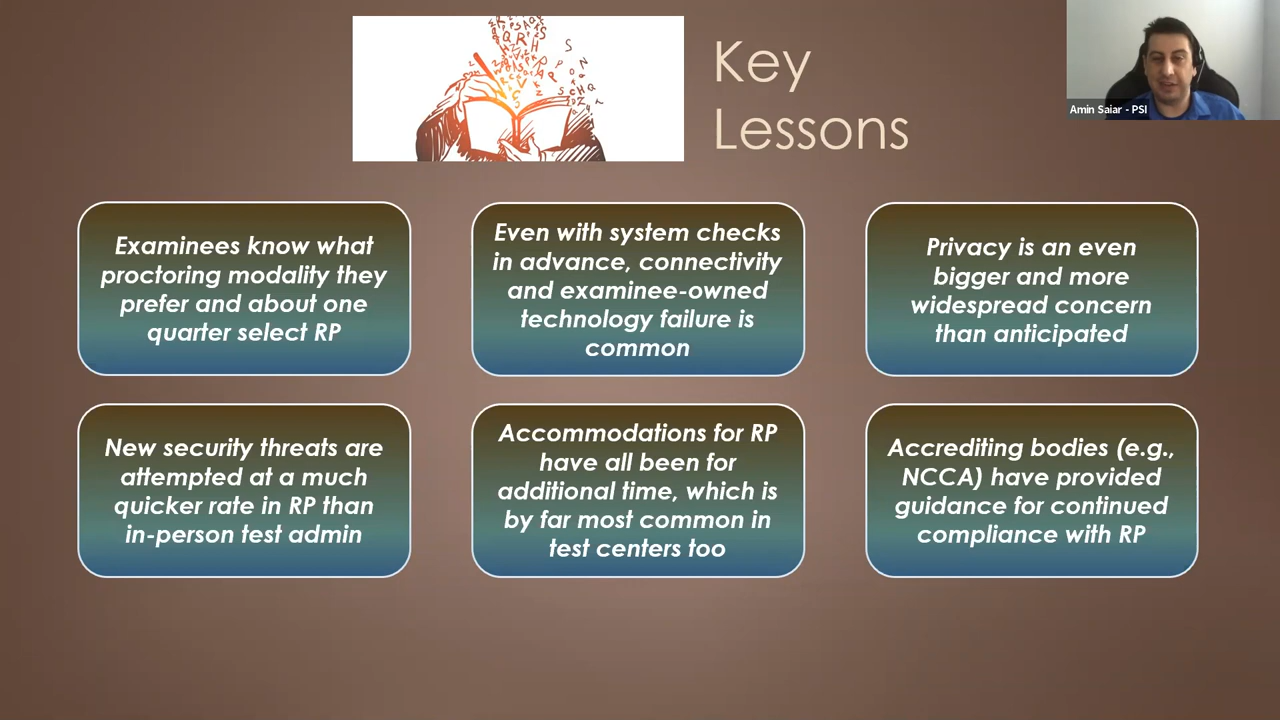 Key
Lessons
Amin Saiar - PSI
Examinees know what
proctoring modality they
prefer and about one
quarter select RP
Even with system checks
in advance, connectivity
and examinee-owned
technology failure is
common
Privacy is an even
bigger and more
widespread concern
than anticipated
New security threats are
attempted at a much
quicker rate in RP than
in-person test admin
Accommodations for RP
have all been for
additional time, which is
by far most common in
test centers too
Accrediting bodies (e.g.,
NCCA) have provided
guidance for continued
compliance with RP